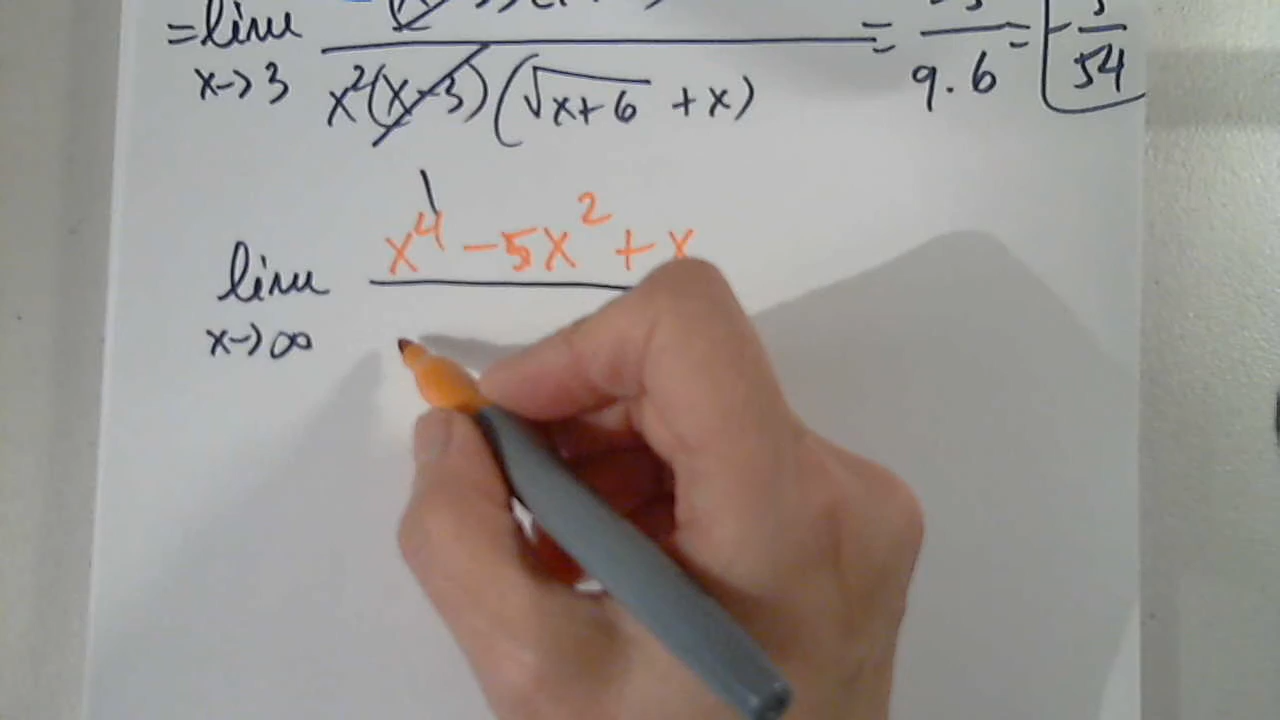 =lim x²(x-3)(√x+6 +x) = 9.6 = 54
x→3
x⁴ -5x² + x
lim
x→∞